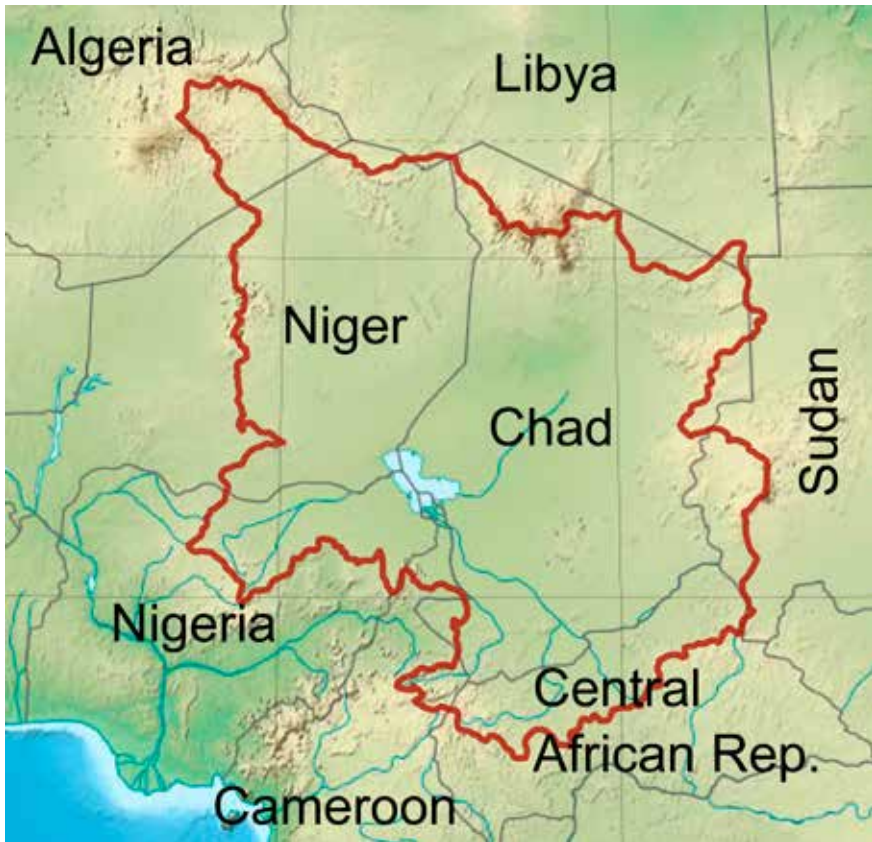 Algeria
Libya
Niger
Chad
Sudan
Nigeria
Central
African Rep.
Cameroon